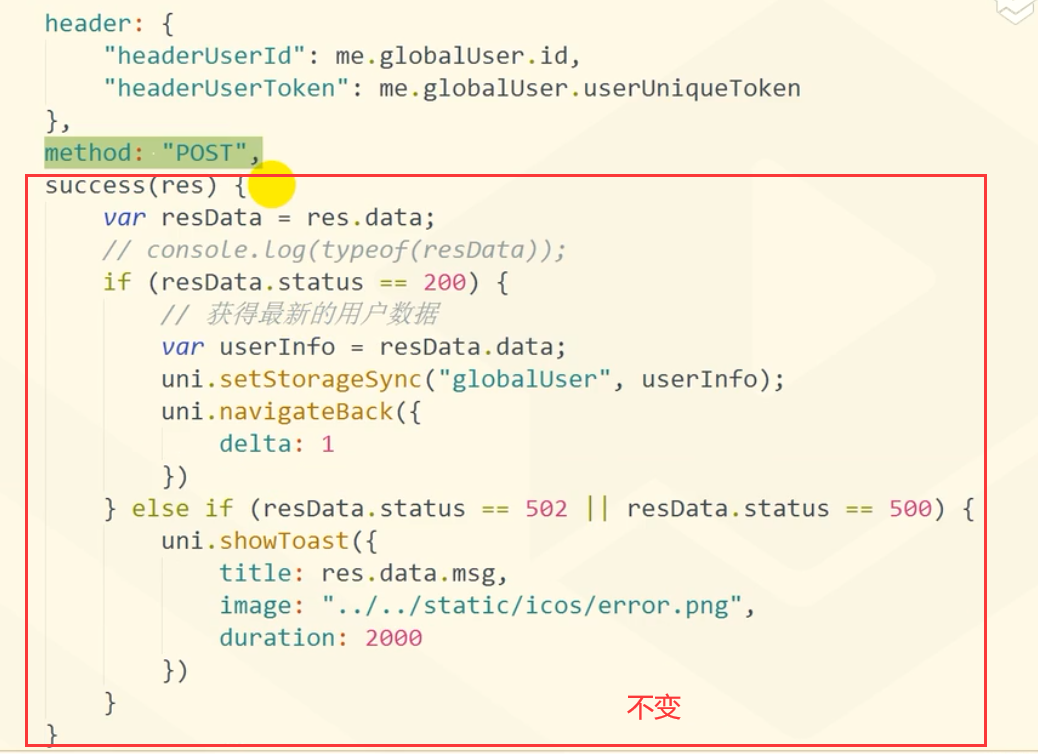 header: {
    "headerUserId": me.globalUser.id,
    "headerUserToken": me.globalUser.userUniqueToken
},
method: "POST",
success(res) {
    var resData = res.data;
    // console.log(typeof(resData));
    if (resData.status == 200) {
        // 获得最新的用户数据
        var userInfo = resData.data;
        uni.setStorageSync("globalUser", userInfo);
        uni.navigateBack({
            delta: 1
        })
    } else if (resData.status == 502 || resData.status == 500) {
        uni.showToast({
            title: res.data.msg,
            image: "../../static/icos/error.png",
            duration: 2000
        })
    }
不变
}